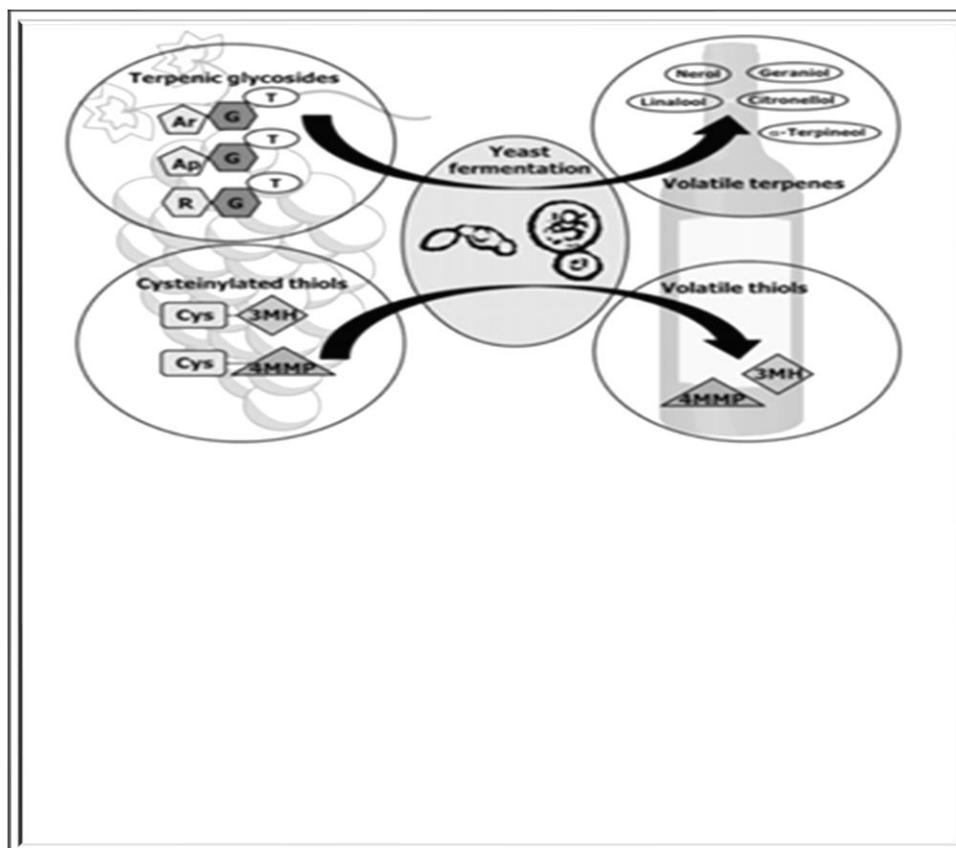 Terpenic glycosides
T
Ar G
T
Ap G
T
R G
Cysteinylated thiols
Cys 3MH
Cys 4MMP
Yeast
fermentation
Nerol Geraniol
Linalool Citronellol
α-Terpineol
Volatile terpenes
Volatile thiols
3MH
4MMP